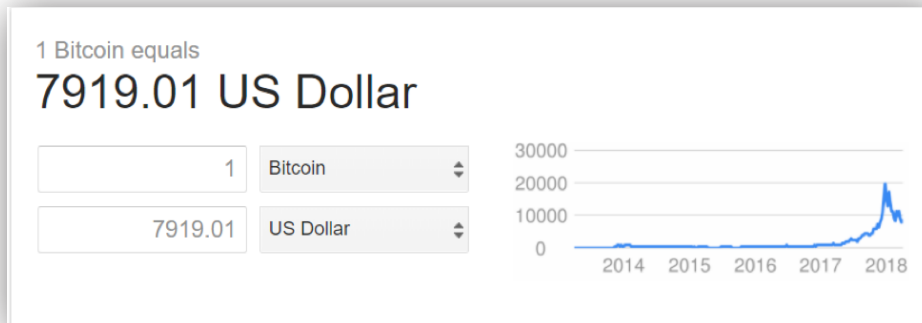 1 Bitcoin equals
7919.01 US Dollar
1 Bitcoin
7919.01 US Dollar
30000
20000
10000
0
2014 2015 2016 2017 2018